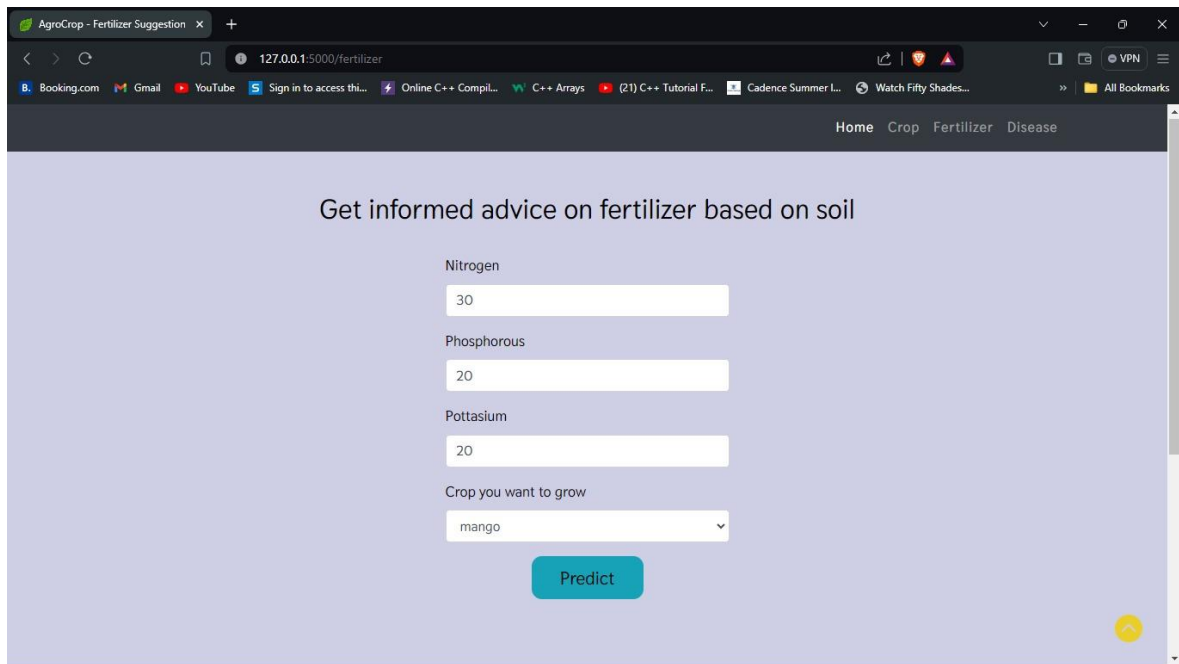 AgroCrop - Fertilizer Suggestion
127.0.0.1:5000/fertilizer
VPN
B. Booking.com Gmail YouTube S Sign in to access thi... Online C++ Compil... C++ Arrays (21) C++ Tutorial F... Cadence Summer I... Watch Fifty Shades... » All Bookmarks
Home Crop Fertilizer Disease
Get informed advice on fertilizer based on soil
Nitrogen
30
Phosphorous
20
Pottasium
20
Crop you want to grow
mango
Predict